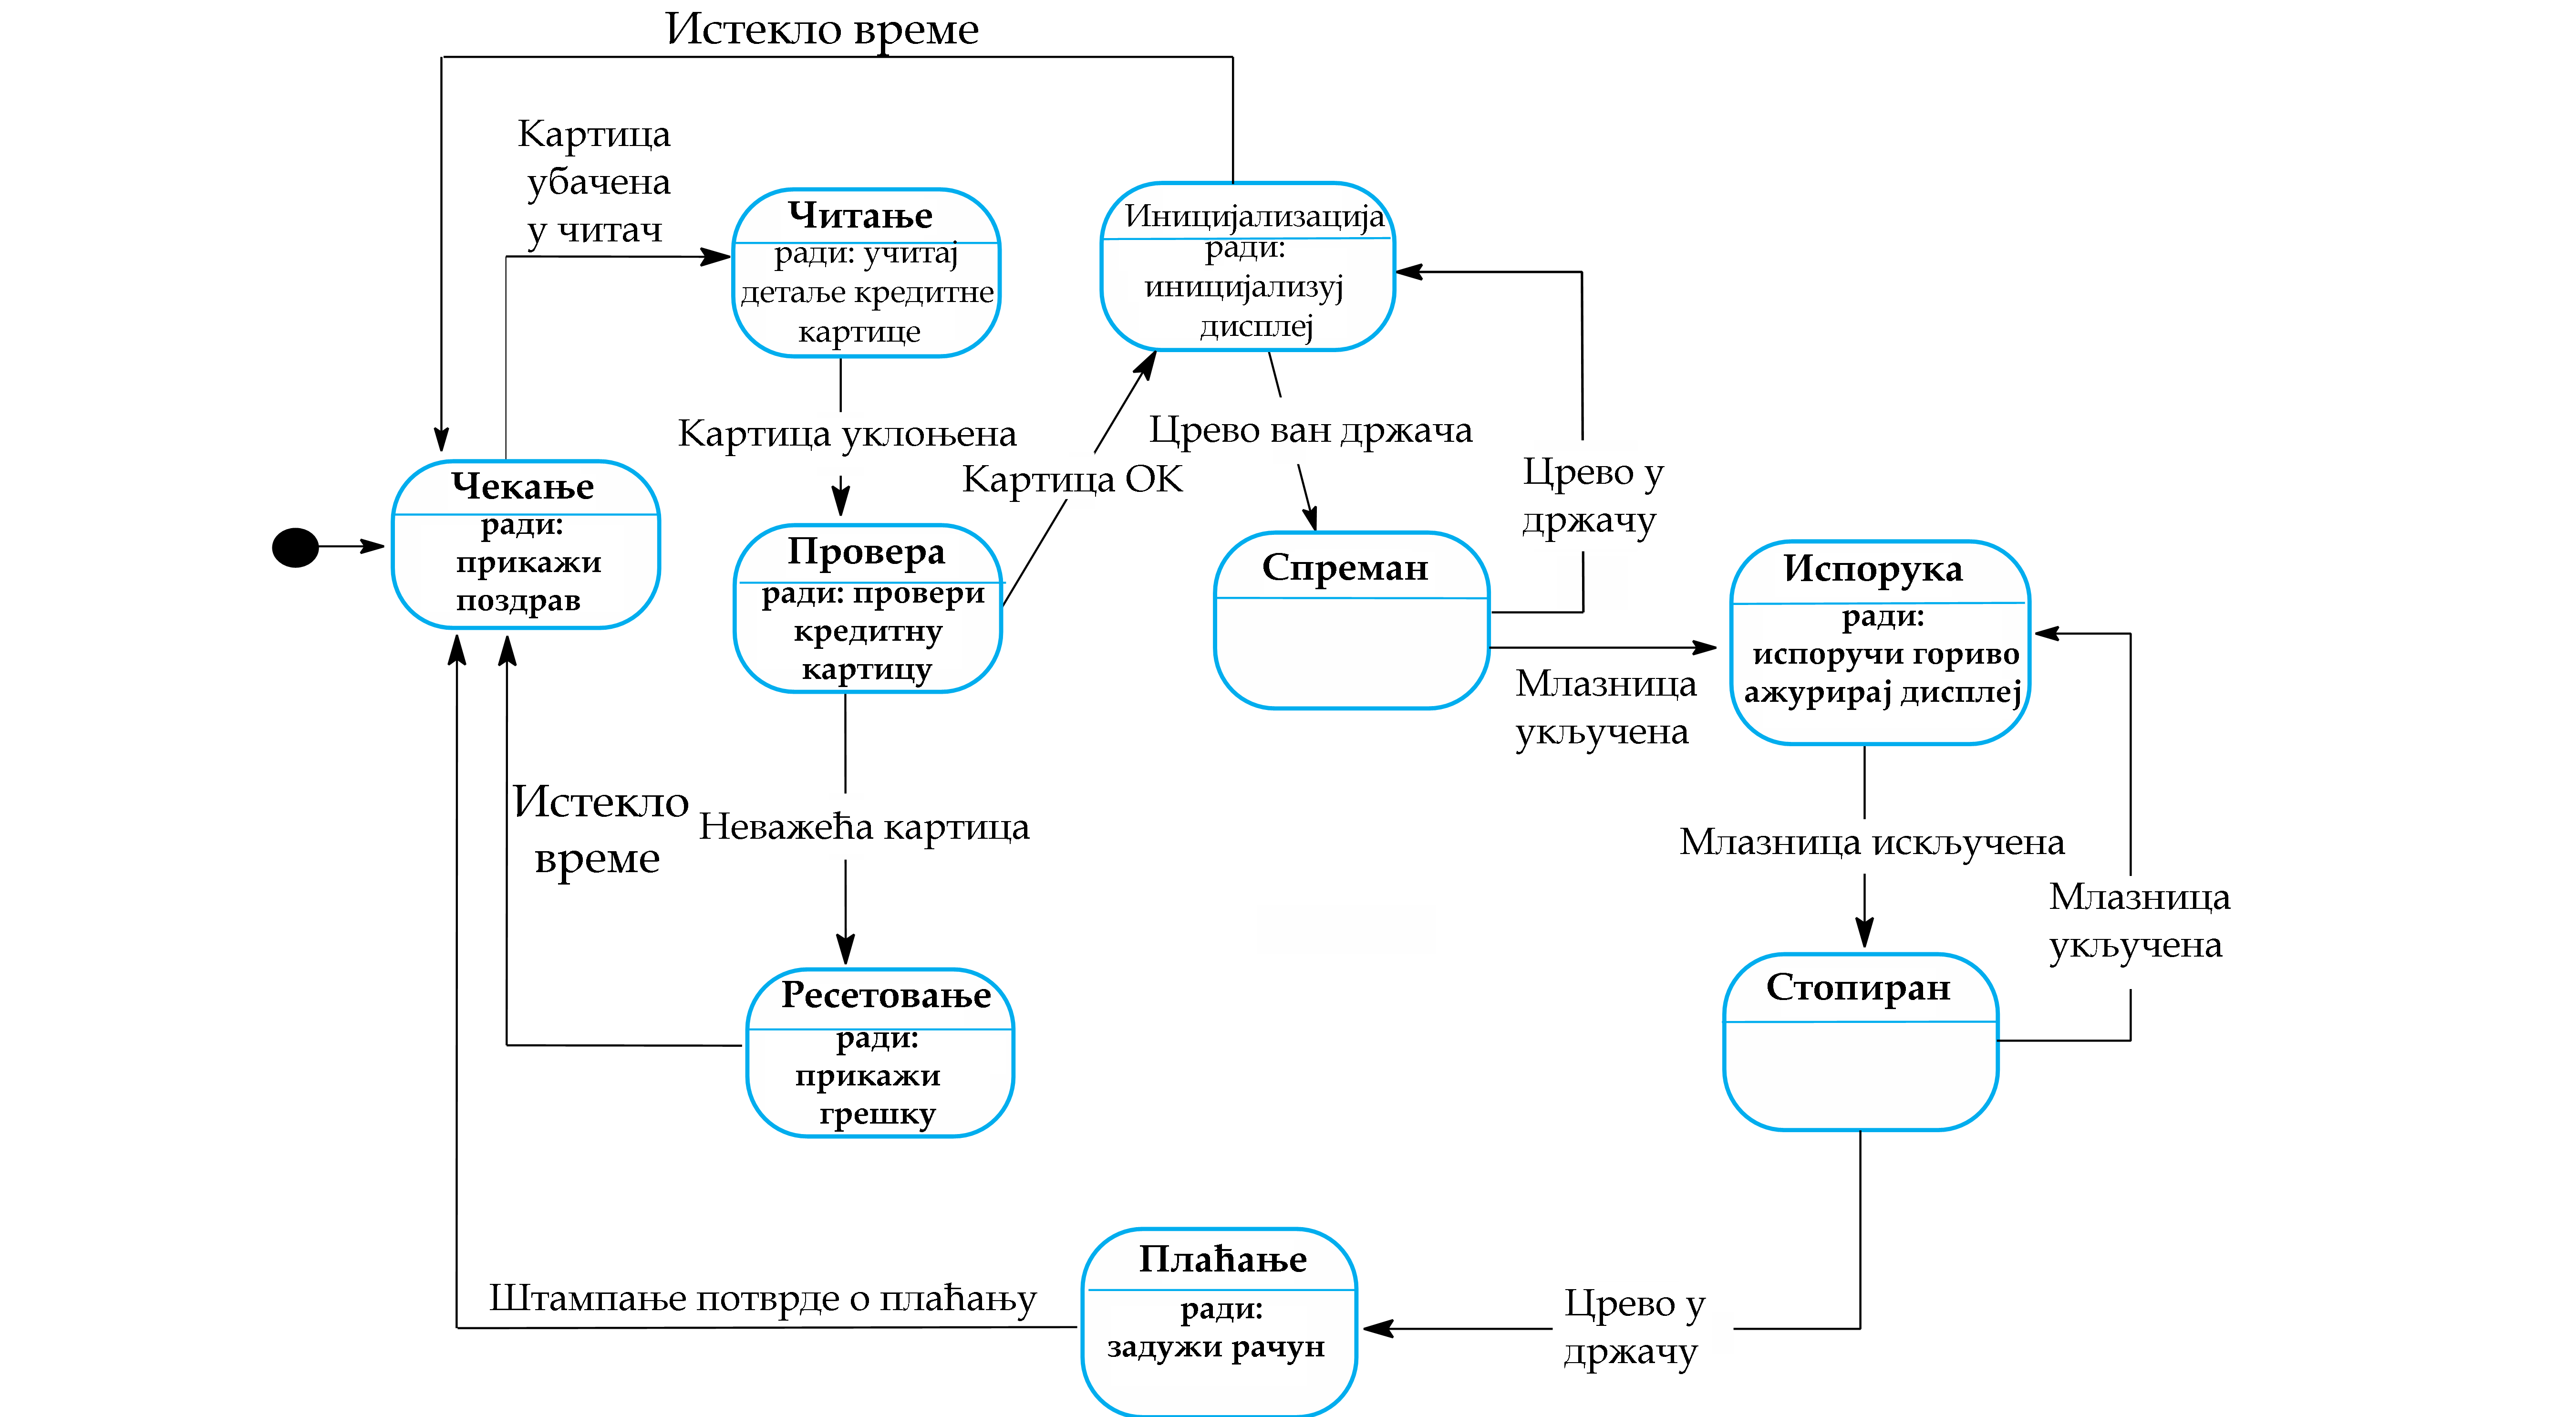 Истекло време
Картица
убачена
у читач
Читање
ради: учитај
детаље кредитне
картице
Иницијализација
ради:
иницијализуј
дисплеј
Картица уклоњена
Црево ван држача
Картица ОК
Црево у
држачу
Чекање
ради:
прикажи
поздрав
Провера
ради: провери
кредитну
картицу
Спреман
Испорука
ради:
испоручи гориво
ажурирај дисплеј
Млазница
укључена
Истекло
време
Неважећа картица
Млазница искључена
Млазница
укључена
Ресетовање
ради:
прикажи
грешку
Стопиран
Плаћање
ради:
задужи рачун
Штампање потврде о плаћању
Црево у
држачу